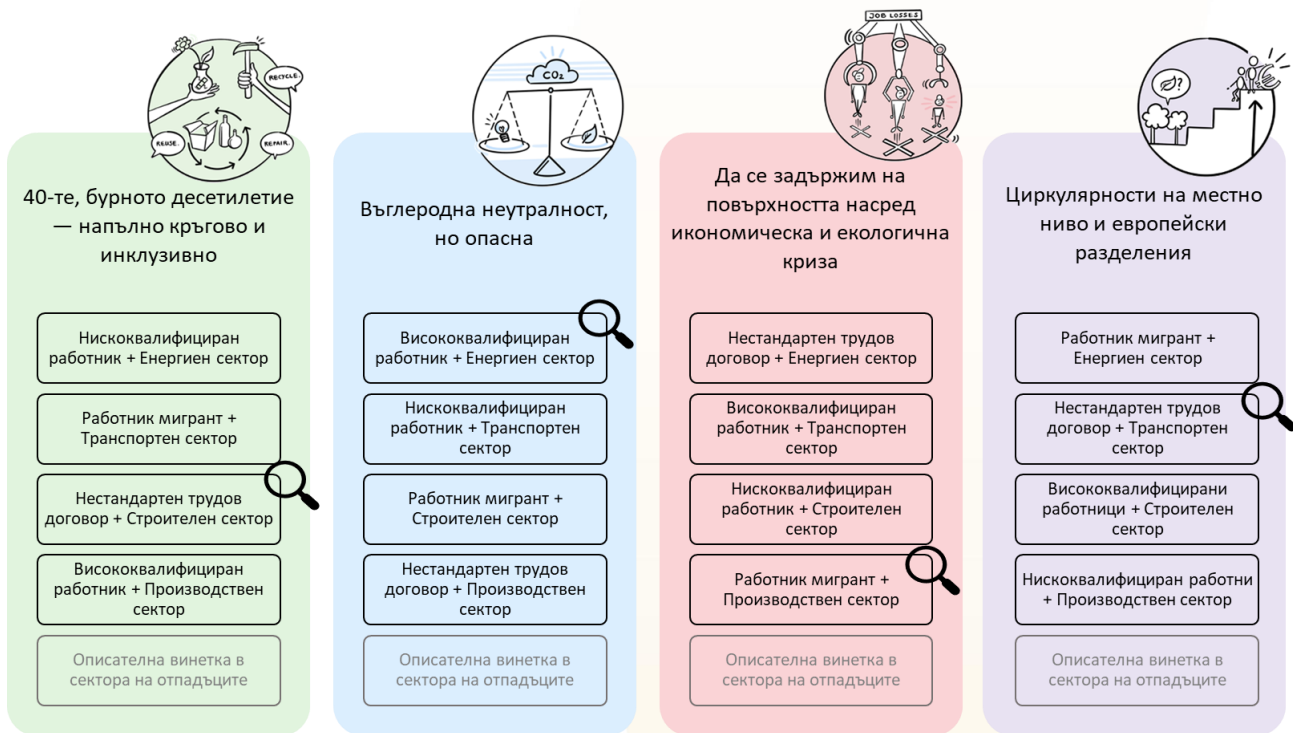 RECYCLE.
REUSE.
REPAIR.
40-те, бурното десетилетие
— напълно кръгово и
инклузивно
Нискоквалифициран
работник + Енергиен сектор
Работник мигрант +
Транспортен сектор
Нестандартен трудов
договор + Строителен сектор
Висококвалифициран
работник + Производствен
сектор
Описателна винетка в
сектора на отпадъците
CO₂
Въглеродна неутралност,
но опасна
Висококвалифициран
работник + Енергиен сектор
Нискоквалифициран
работник + Транспортен
сектор
Работник мигрант +
Строителен сектор
Нестандартен трудов
договор + Производствен
сектор
Описателна винетка в
сектора на отпадъците
JOB LOSSES
Да се задържим на
повърхността насред
икономическа и екологична
криза
Нестандартен трудов
договор + Енергиен сектор
Висококвалифициран
работник + Транспортен
сектор
Нискоквалифициран
работник + Строителен
сектор
Работник мигрант +
Производствен сектор
Описателна винетка в
сектора на отпадъците
?
€
Циркулярности на местно
ниво и европейски
разделения
Работник мигрант +
Енергиен сектор
Нестандартен трудов
договор + Транспортен
сектор
Висококвалифицирани
работници + Строителен
сектор
Нискоквалифициран работни
+ Производствен сектор
Описателна винетка в
сектора на отпадъците